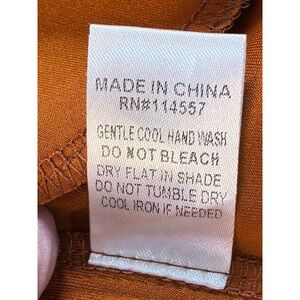 MADE IN CHINA
RN#114557
GENTLE COOL HAND WASH
DO NOT BLEACH
DRY FLAT IN SHADE
DO NOT TUMBLE DRY
COOL IRON IF NEEDED